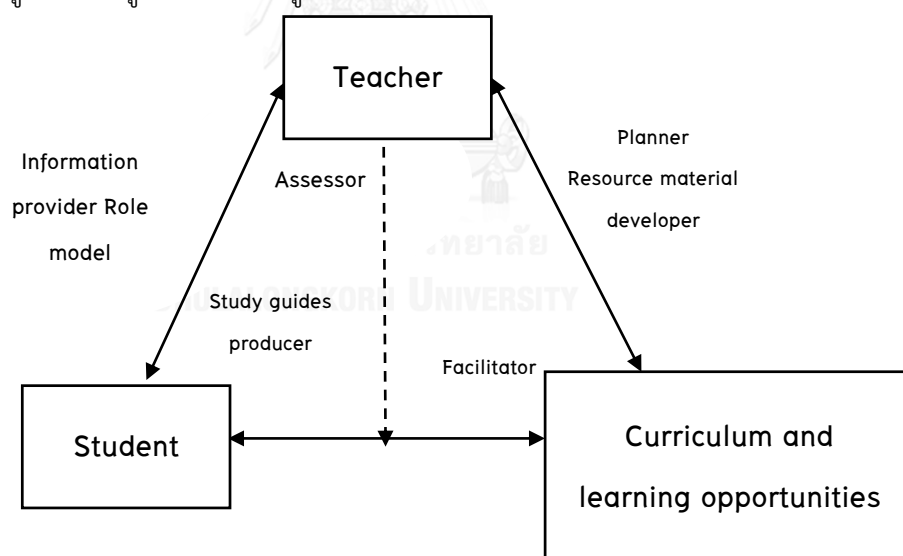 Teacher
Information
provider Role
model
Assessor
Planner
Resource material
developer
Study guides
producer
Facilitator
Student
Curriculum and
learning opportunities
UNIVERSITY